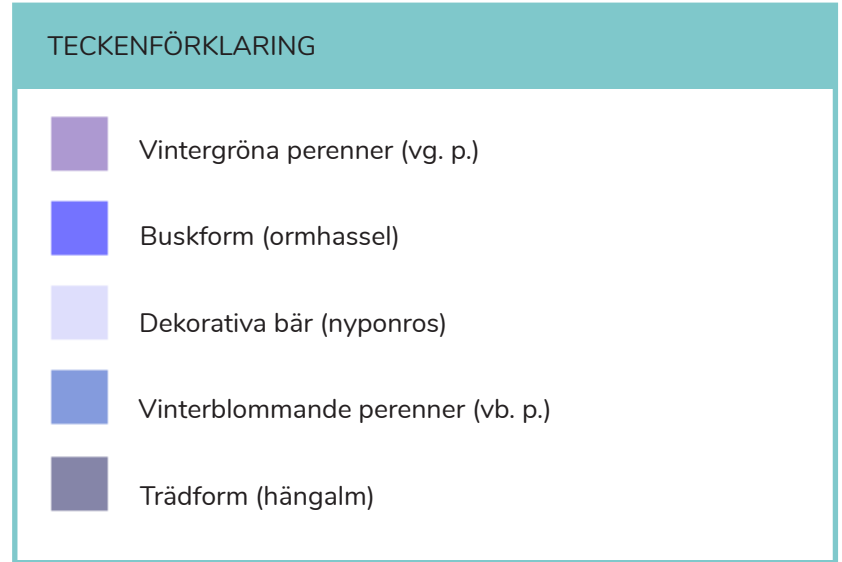 TECKENFÖRKLARING
Vintergröna perenner (vg. p.)
Buskform (ormhassel)
Dekorativa bär (nyponros)
Vinterblommande perenner (vb. p.)
Trädform (hängalm)